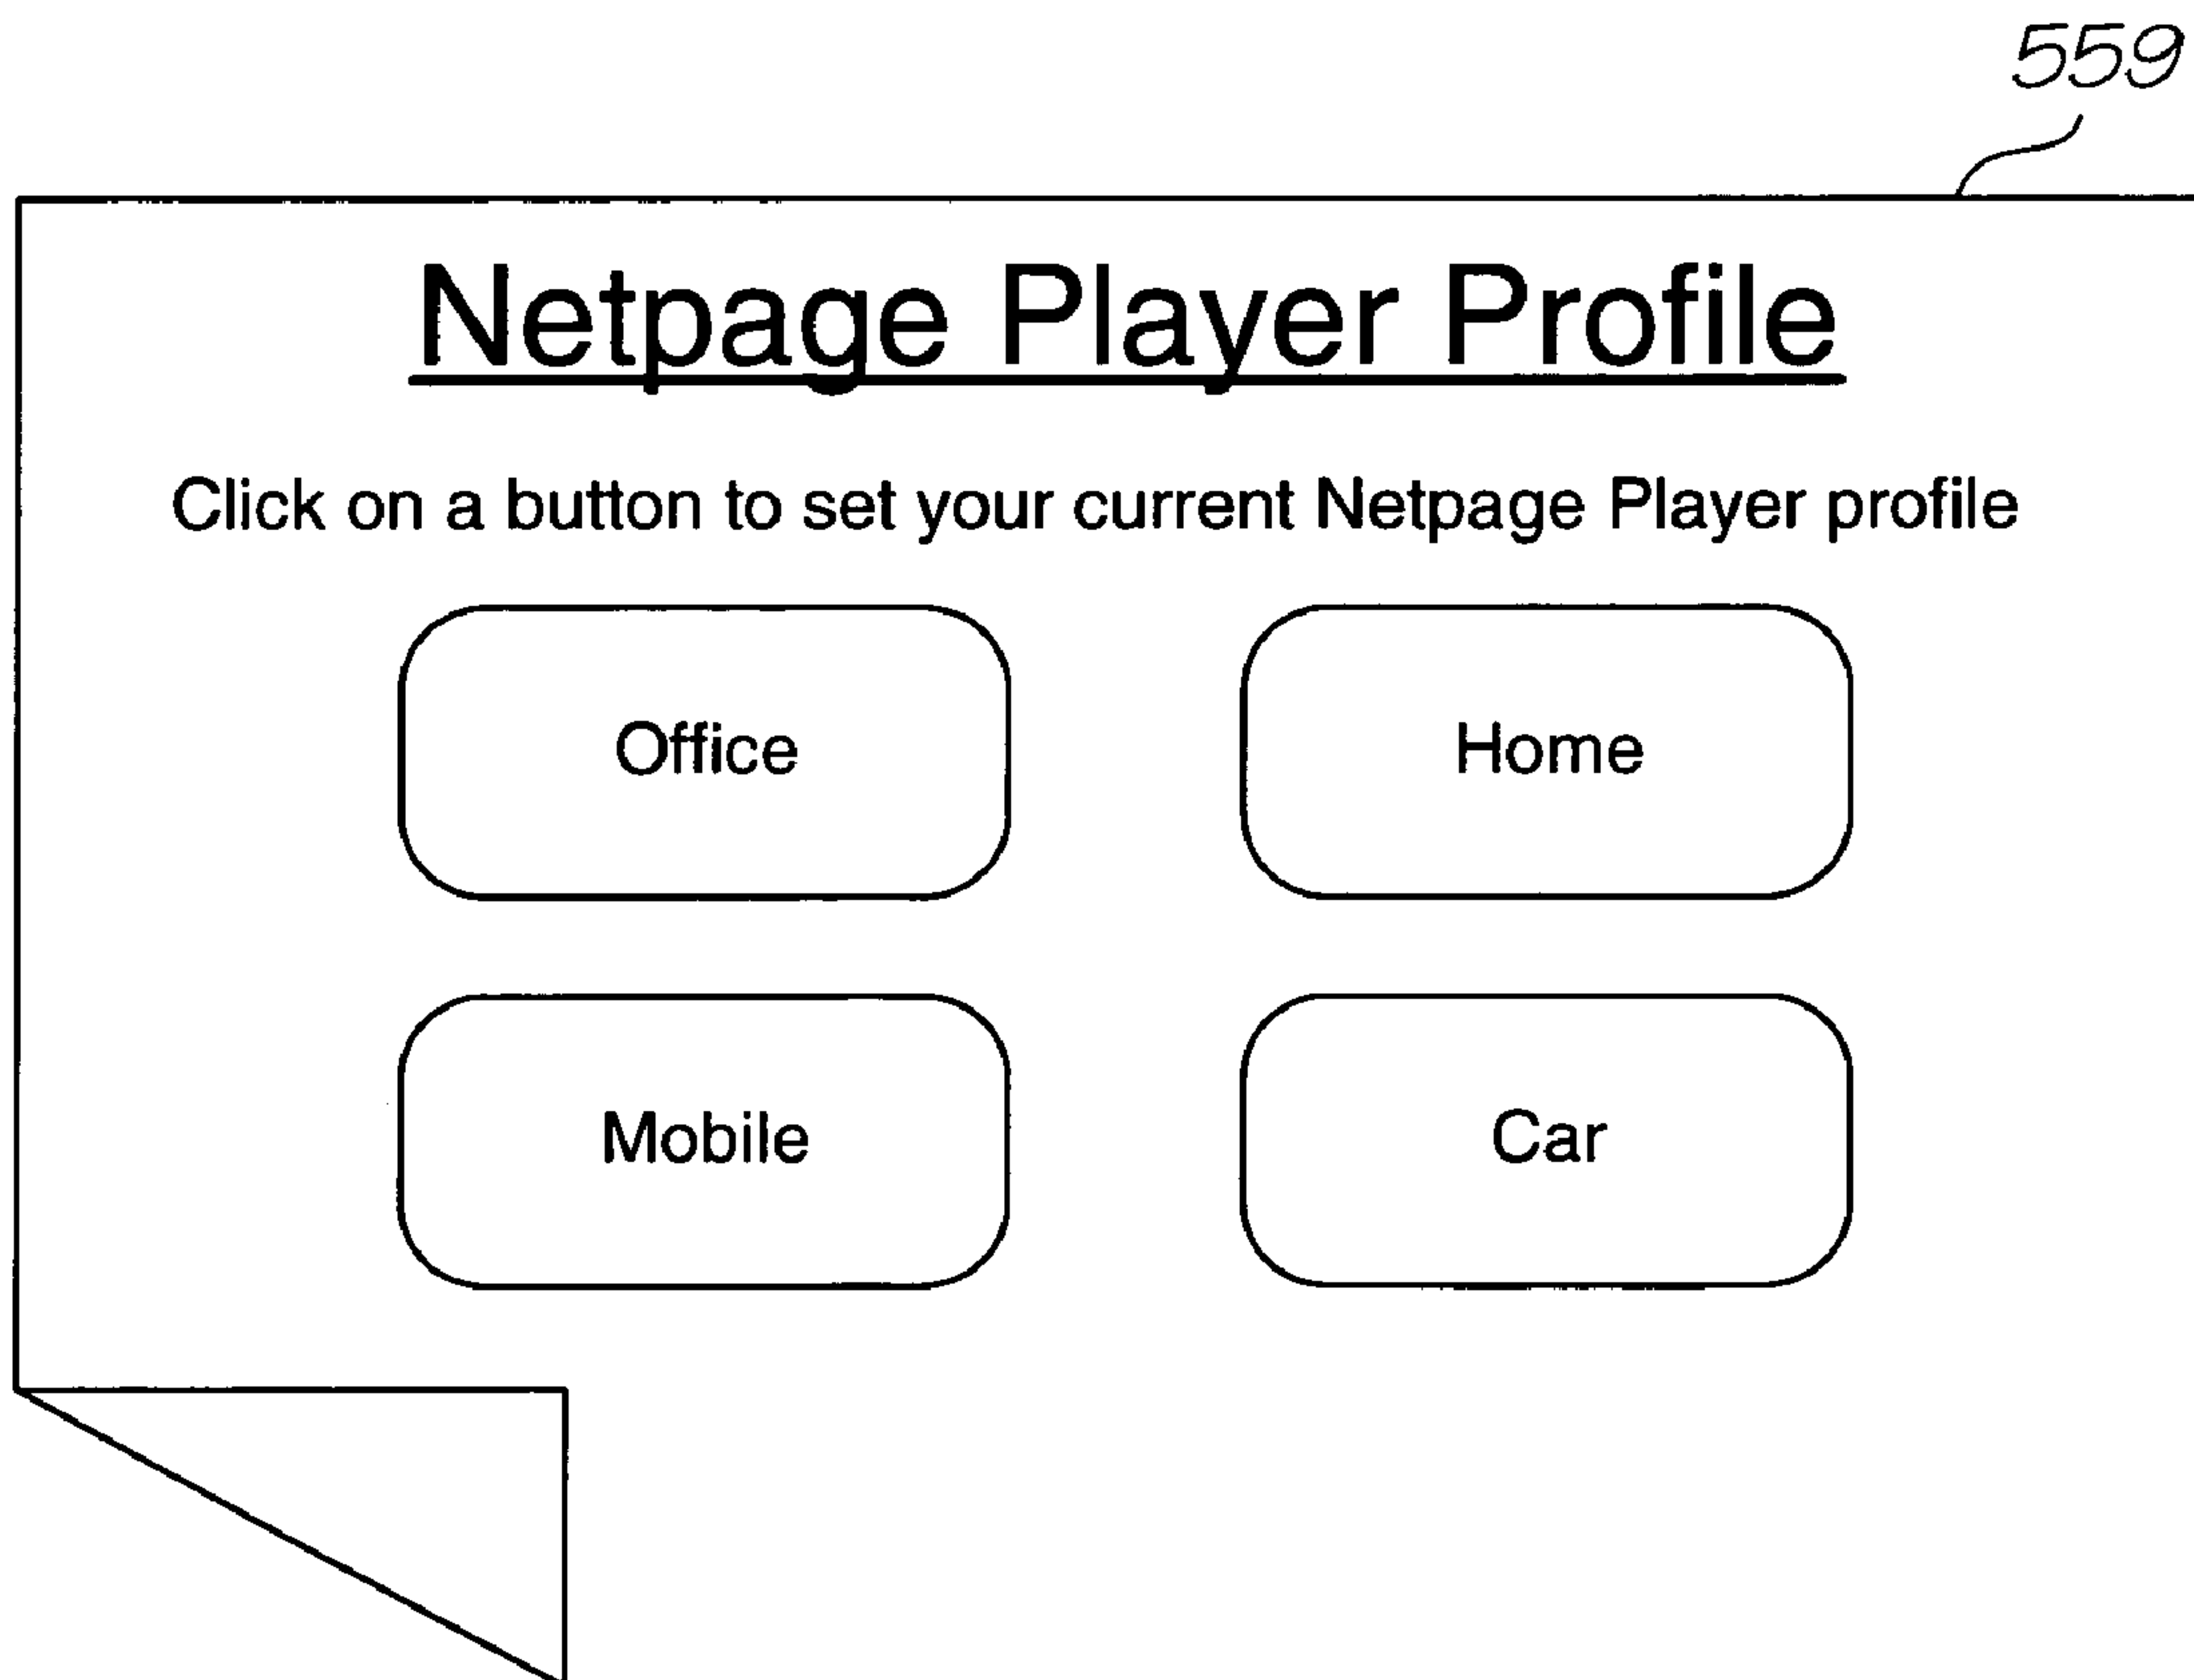 559
Netpage Player Profile
Click on a button to set your current Netpage Player profile
Office Home
Mobile Car